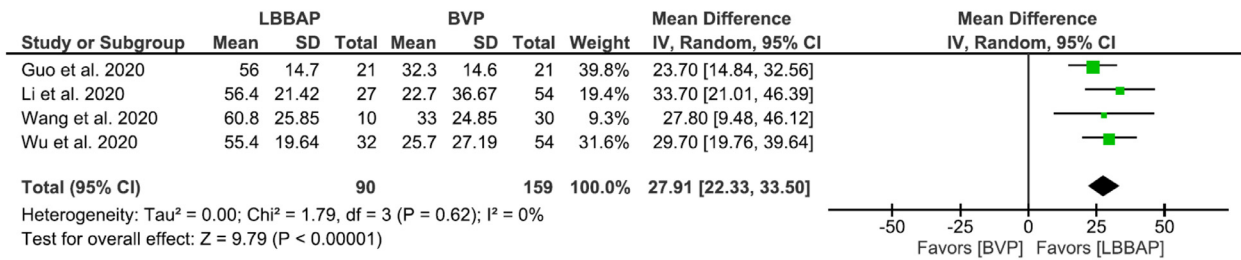 LBBAP BVP Mean Difference Mean Difference
Study or Subgroup Mean SD Total Mean SD Total Weight IV, Random, 95% CI IV, Random, 95% CI
Guo et al. 2020 56 14.7 21 32.3 14.6 21 39.8% 23.70 [14.84, 32.56]
Li et al. 2020 56.4 21.42 27 22.7 36.67 54 19.4% 33.70 [21.01, 46.39]
Wang et al. 2020 60.8 25.85 10 33 24.85 30 9.3% 27.80 [9.48, 46.12]
Wu et al. 2020 55.4 19.64 32 25.7 27.19 54 31.6% 29.70 [19.76, 39.64]
Total (95% CI) 90 159 100.0% 27.91 [22.33, 33.50]
Heterogeneity: Tau² = 0.00; Chi² = 1.79, df = 3 (P = 0.62); I² = 0%
Test for overall effect: Z = 9.79 (P < 0.00001)
-50 -25 0 25 50
Favors [BVP] Favors [LBBAP]